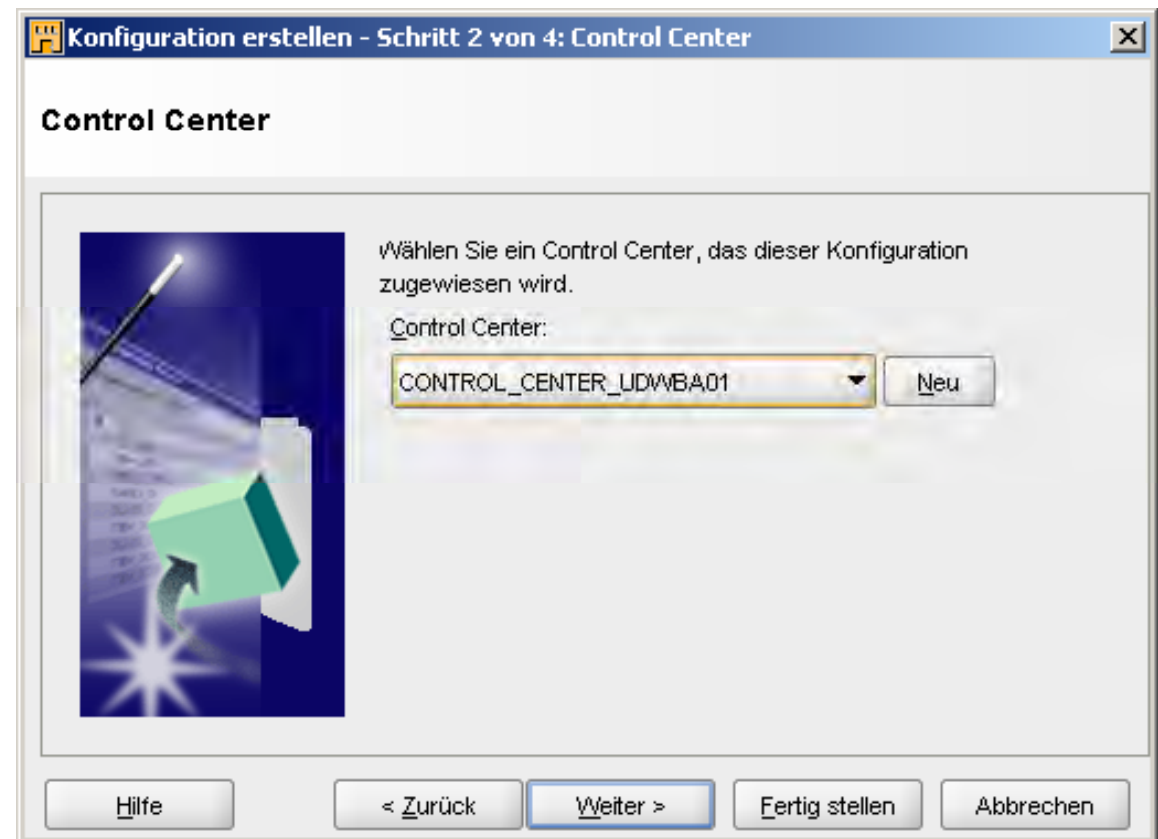 Konfiguration erstellen - Schritt 2 von 4: Control Center
Control Center
Wählen Sie ein Control Center, das dieser Konfiguration
zugewiesen wird.
Control Center:
CONTROL_CENTER_UDWBA01
Neu
Hilfe
< Zurück
Weiter >
Fertig stellen
Abbrechen